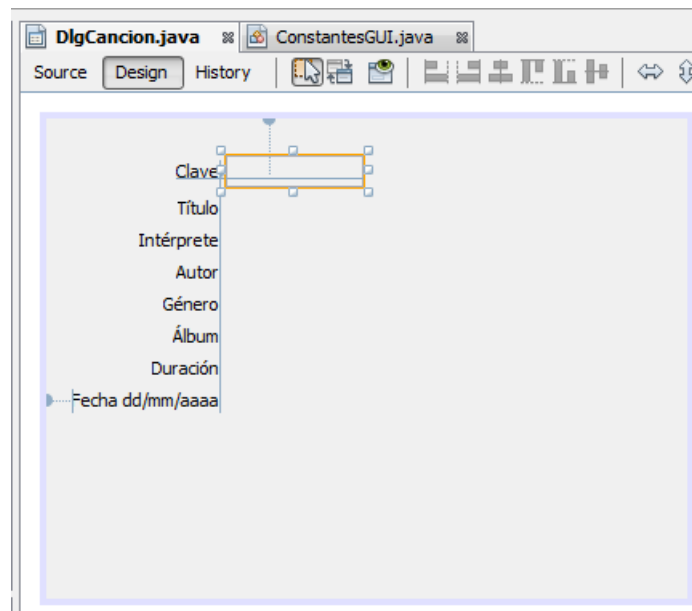 DlgCancion.java ConstantesGUI.java
Source Design History
Clave
Título
Intérprete
Autor
Género
Álbum
Duración
Fecha dd/mm/aaaa